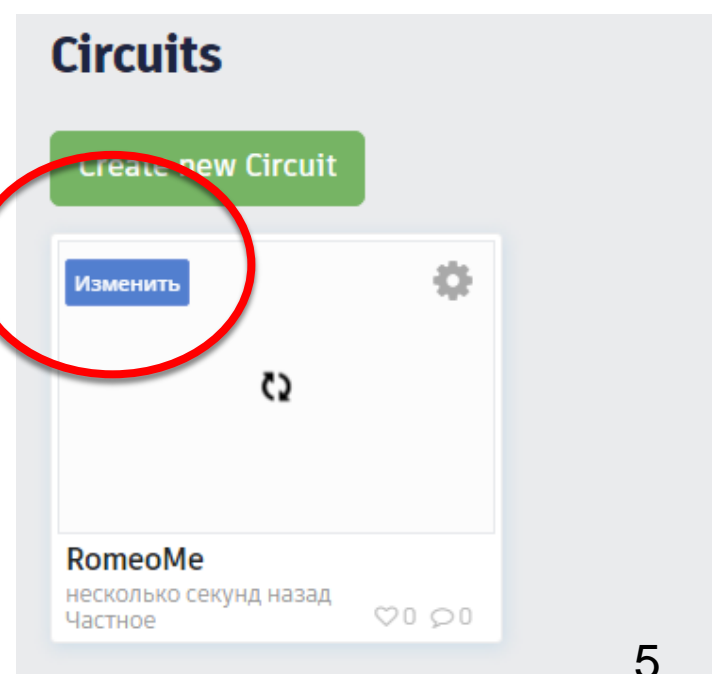 Circuits
Create new Circuit
Изменить
RomeoMe
несколько секунд назад
Частное
0 0
5